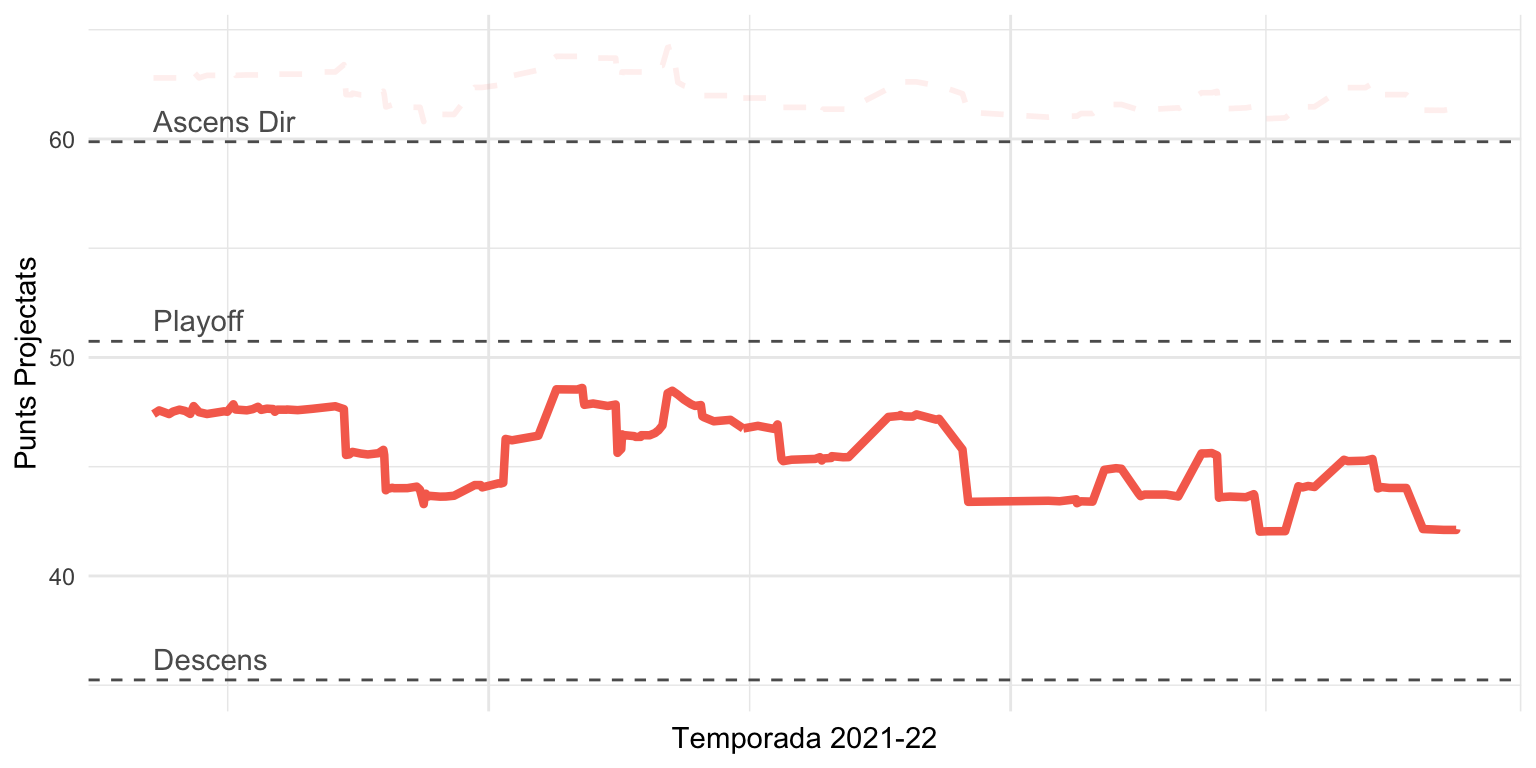 Ascens Dir
60
Playoff
50
40
Descens
Punts Projectats
Temporada 2021-22